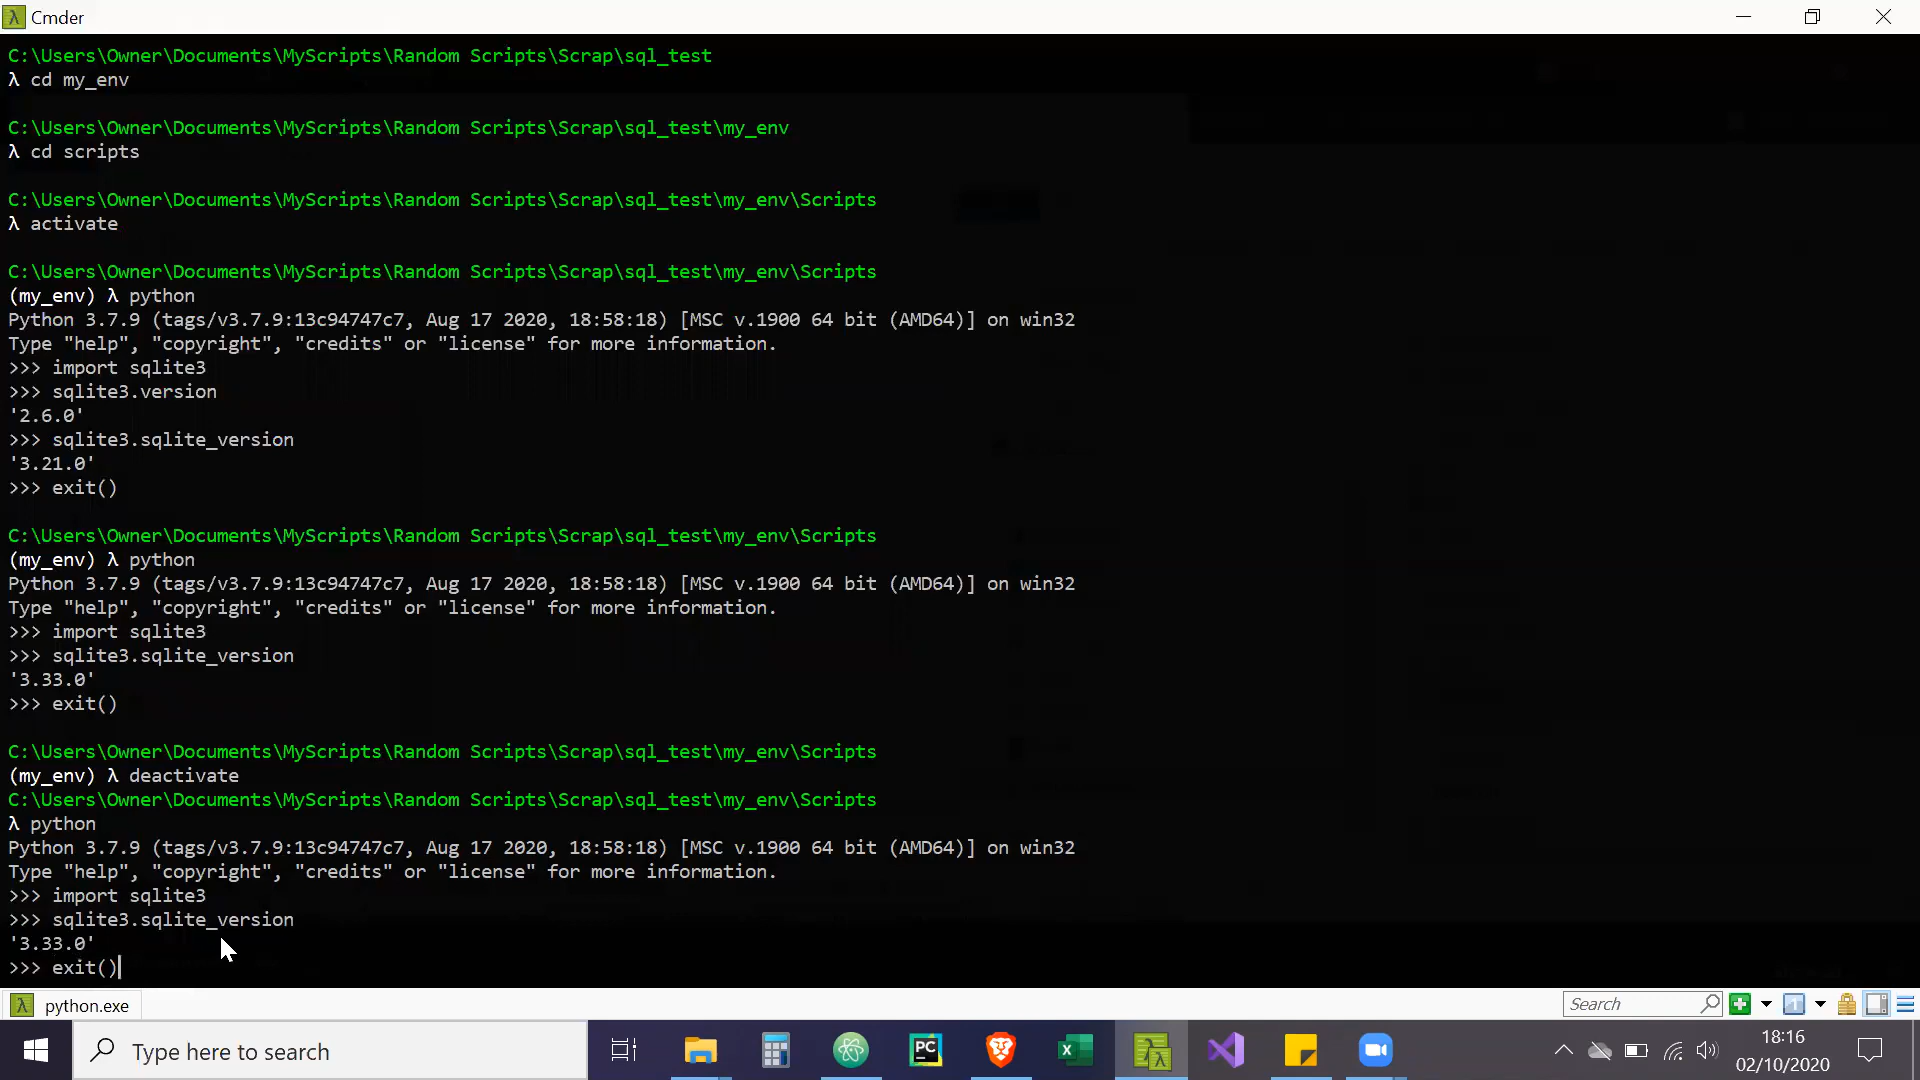 Cmder
C:\Users\Owner\Documents\MyScripts\Random Scripts\Scrap\sql_test
λ cd my_env
C:\Users\Owner\Documents\MyScripts\Random Scripts\Scrap\sql_test\my_env
λ cd scripts
C:\Users\Owner\Documents\MyScripts\Random Scripts\Scrap\sql_test\my_env\Scripts
λ activate
C:\Users\Owner\Documents\MyScripts\Random Scripts\Scrap\sql_test\my_env\Scripts
(my_env) λ python
Python 3.7.9 (tags/v3.7.9:13c94747c7, Aug 17 2020, 18:58:18) [MSC v.1900 64 bit (AMD64)] on win32
Type "help", "copyright", "credits" or "license" for more information.
>>> import sqlite3
>>> sqlite3.version
'2.6.0'
>>> sqlite3.sqlite_version
'3.21.0'
>>> exit()
C:\Users\Owner\Documents\MyScripts\Random Scripts\Scrap\sql_test\my_env\Scripts
(my_env) λ python
Python 3.7.9 (tags/v3.7.9:13c94747c7, Aug 17 2020, 18:58:18) [MSC v.1900 64 bit (AMD64)] on win32
Type "help", "copyright", "credits" or "license" for more information.
>>> import sqlite3
>>> sqlite3.sqlite_version
'3.33.0'
>>> exit()
C:\Users\Owner\Documents\MyScripts\Random Scripts\Scrap\sql_test\my_env\Scripts
(my_env) λ deactivate
C:\Users\Owner\Documents\MyScripts\Random Scripts\Scrap\sql_test\my_env\Scripts
λ python
Python 3.7.9 (tags/v3.7.9:13c94747c7, Aug 17 2020, 18:58:18) [MSC v.1900 64 bit (AMD64)] on win32
Type "help", "copyright", "credits" or "license" for more information.
>>> import sqlite3
>>> sqlite3.sqlite_version
'3.33.0'
>>> exit()
python.exe
Search
Type here to search
PC
18:16
02/10/2020